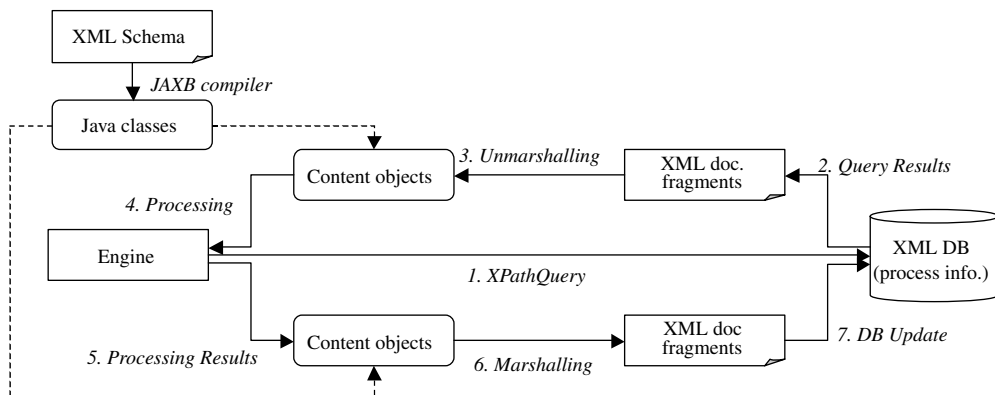 XML Schema
JAXB compiler
Java classes
3. Unmarshalling
XML doc.
fragments
2. Query Results
Content objects
4. Processing
Engine
XML DB
(process info.)
1. XPathQuery
Content objects
XML doc
fragments
7. DB Update
5. Processing Results
6. Marshalling